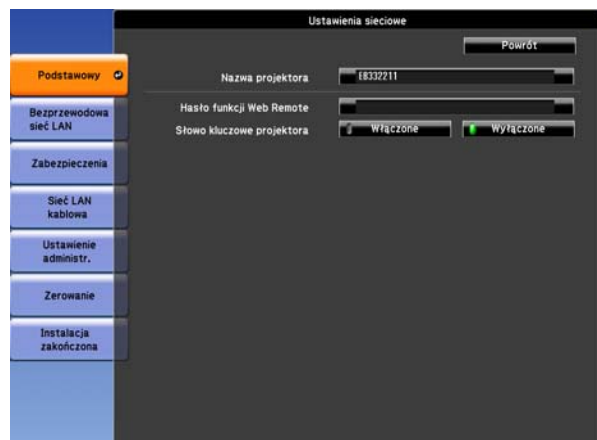 Ustawienia sieciowe
Powrót
Podstawowy
Nazwa projektora EB332211
Hasło funkcji Web Remote
Słowo kluczowe projektora Włączone Wyłączone
Bezprzewodowa
sieć LAN
Zabezpieczenia
Sieć LAN
kablowa
Ustawienie
administr.
Zerowanie
Instalacja
zakończona